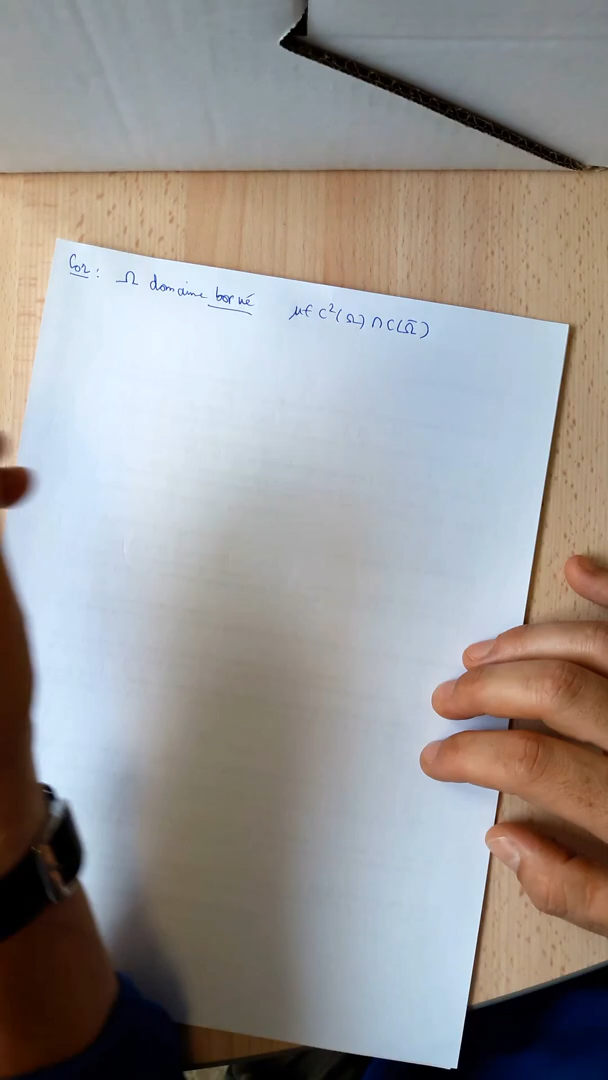 Cor : Ω domaine borné u ∈ C²(Ω) ∩ C(Ω̄)